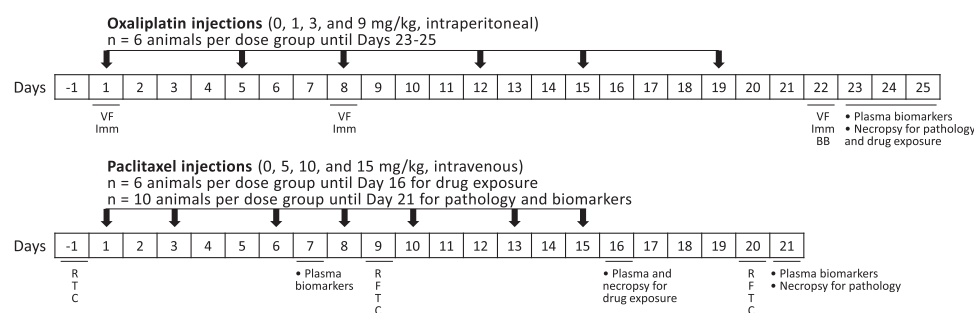 Oxaliplatin injections (0, 1, 3, and 9 mg/kg, intraperitoneal)
n = 6 animals per dose group until Days 23-25
Days -1 1 2 3 4 5 6 7 8 9 10 11 12 13 14 15 16 17 18 19 20 21 22 23 24 25
VF VF VF • Plasma biomarkers
Imm Imm Imm • Necropsy for pathology
BB and drug exposure
Paclitaxel injections (0, 5, 10, and 15 mg/kg, intravenous)
n = 6 animals per dose group until Day 16 for drug exposure
n = 10 animals per dose group until Day 21 for pathology and biomarkers
Days -1 1 2 3 4 5 6 7 8 9 10 11 12 13 14 15 16 17 18 19 20 21
R • Plasma R • Plasma and R • Plasma biomarkers
T biomarkers F necropsy for F • Necropsy for pathology
C T drug exposure T
C C